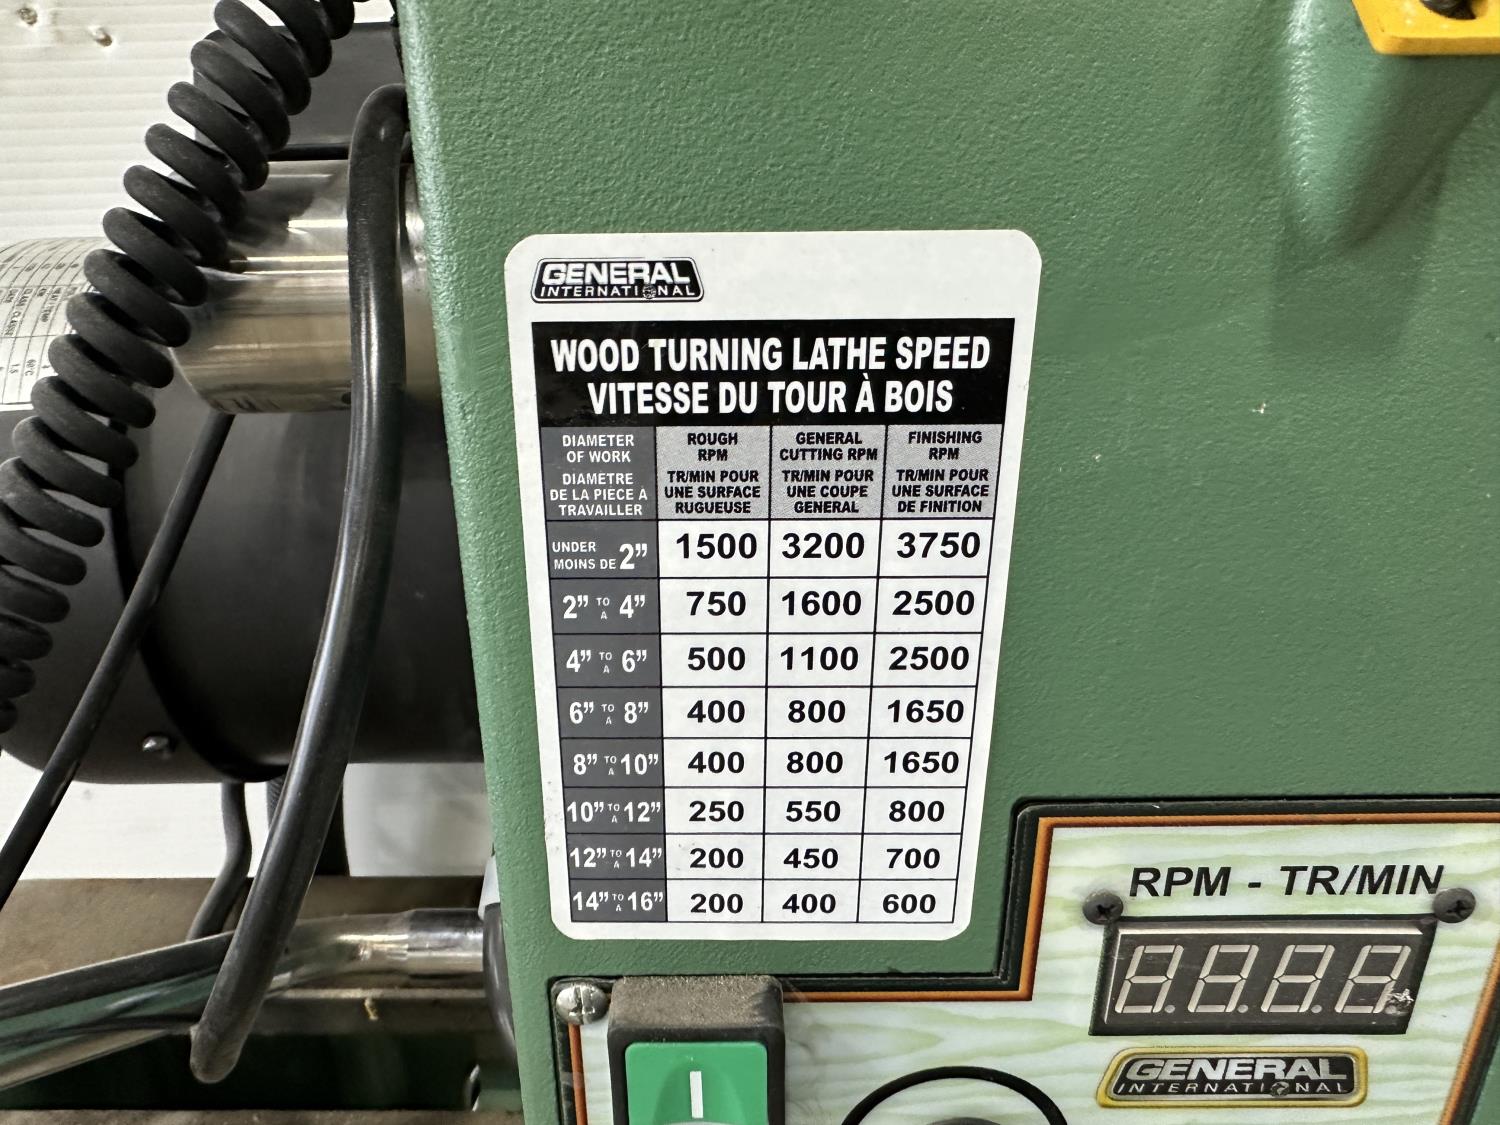 GENERAL
INTERNATIONAL
WOOD TURNING LATHE SPEED
VITESSE DU TOUR À BOIS
DIAMETER
OF WORK
DIAMÈTRE
DE LA PIECE A
TRAVAILLER
ROUGH
RPM
TR/MIN POUR
UNE SURFACE
RUGUEUSE
GENERAL
CUTTING RPM
TR/MIN POUR
UNE COUPE
GENERAL
FINISHING
RPM
TR/MIN POUR
UNE SURFACE
DE FINITION
UNDER
MOINS DE 2” 1500 3200 3750
2” TO A 4” 750 1600 2500
4” TO A 6” 500 1100 2500
6” TO A 8” 400 800 1650
8” TO A 10” 400 800 1650
10” TO A 12” 250 550 800
12” TO A 14” 200 450 700
14” TO A 16” 200 400 600
RPM - TR/MIN
GENERAL
INTERNATIONAL